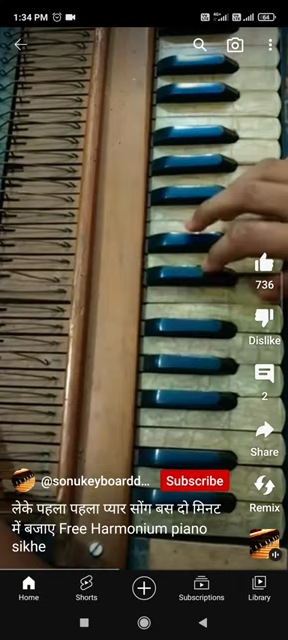 1:34 PM
64
736
Dislike
2
Share
@sonukeyboardd...
Subscribe
Remix
लेके पहला पहला प्यार सोंग बस दो मिनट
में बजाए Free Harmonium piano
sikhe
Home
Shorts
Subscriptions
Library